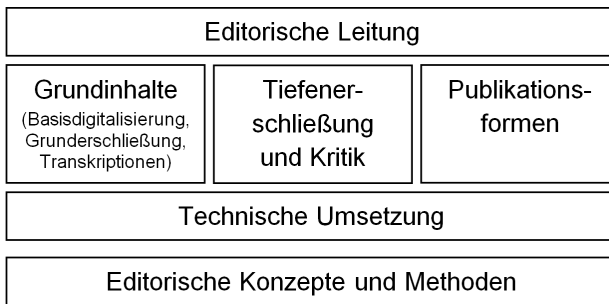 Editorische Leitung
Grundinhalte
(Basisdigitalisierung,
Grunderschließung,
Transkriptionen)
Tiefener-
schließung
und Kritik
Publikations-
formen
Technische Umsetzung
Editorische Konzepte und Methoden